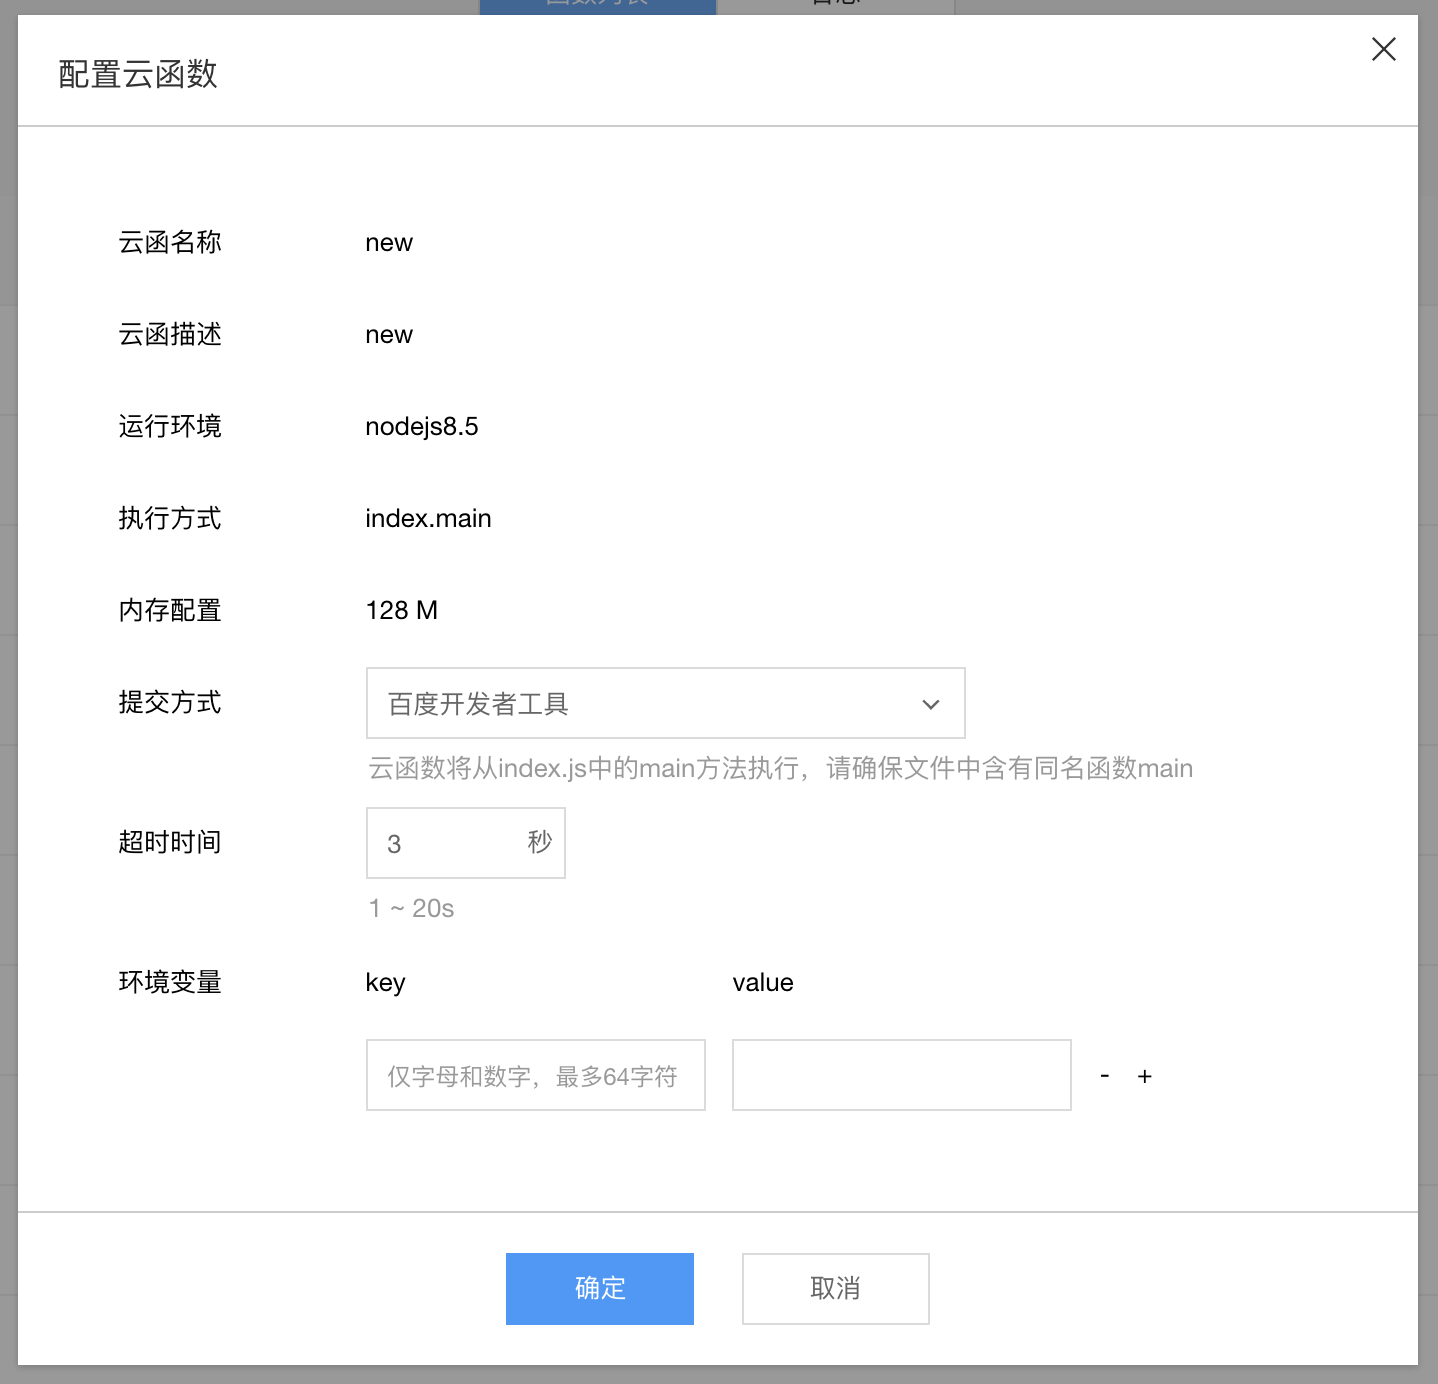 配置云函数
云函名称 new
云函描述 new
运行环境 nodejs8.5
执行方式 index.main
内存配置 128 M
提交方式 百度开发者工具
云函数将从index.js中的main方法执行，请确保文件中含有同名函数main
超时时间 3 秒
1 ~ 20s
环境变量 key value
仅字母和数字，最多64字符 - +
确定 取消